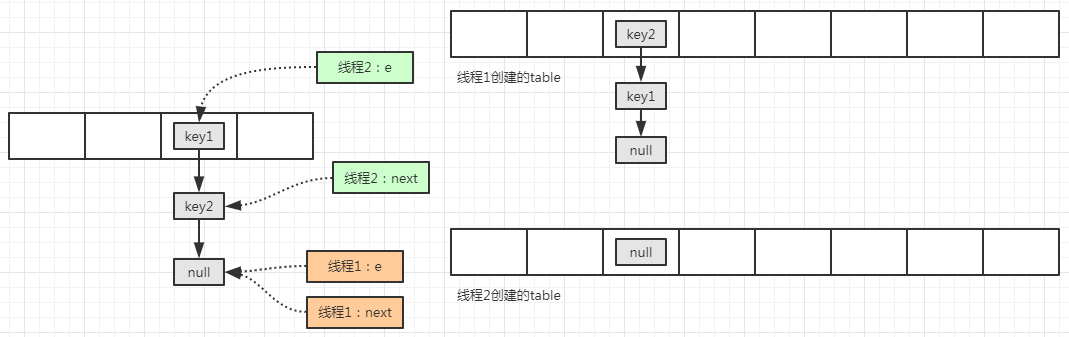 线程2：e
key1
key2
线程2：next
null
线程1：e
线程1：next
key2
线程1创建的table
key1
null
null
线程2创建的table